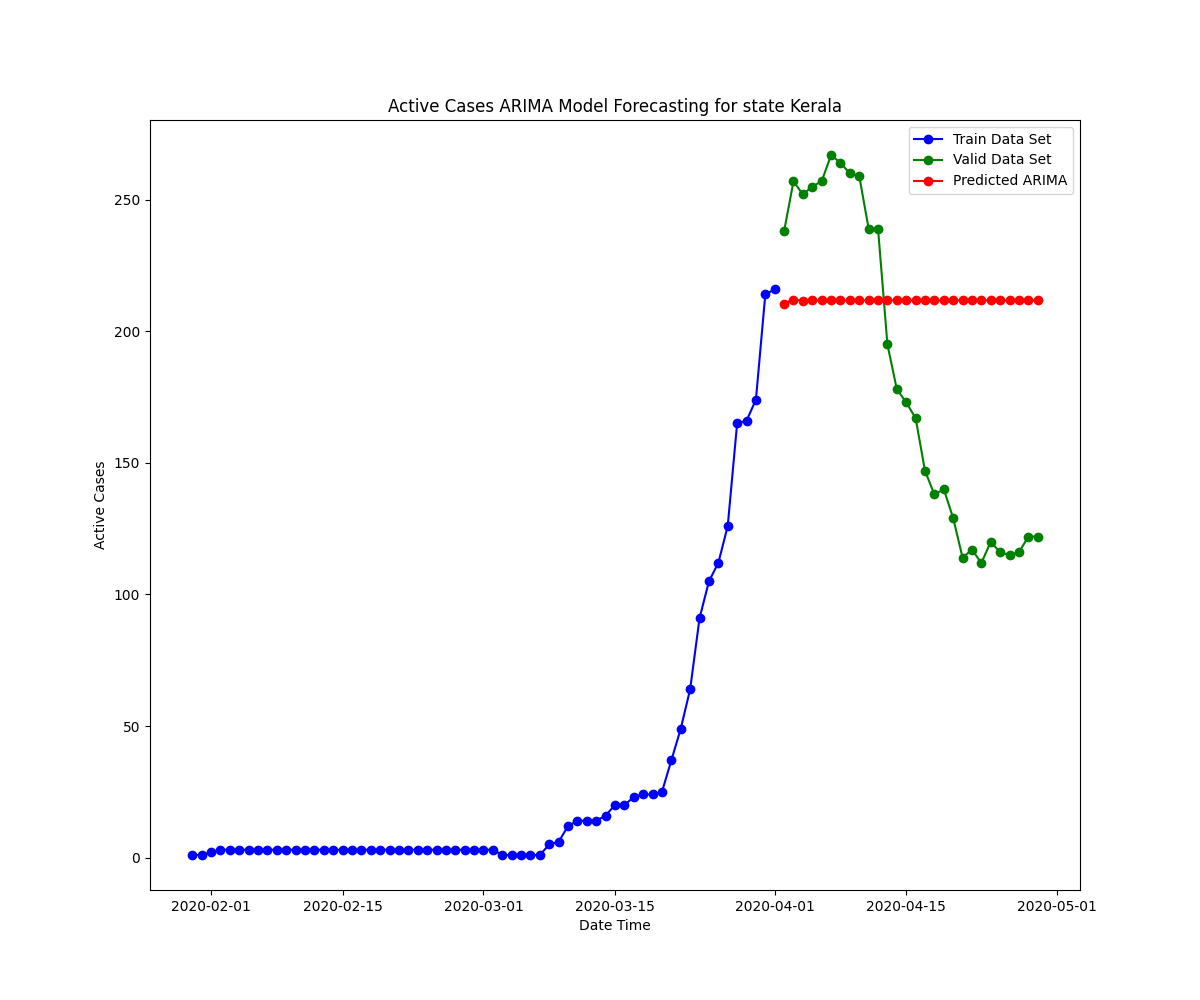 Active Cases ARIMA Model Forecasting for state Kerala
Train Data Set
Valid Data Set
Predicted ARIMA
250
200
150
100
50
0
Active Cases
2020-02-01 2020-02-15 2020-03-01 2020-03-15 2020-04-01 2020-04-15 2020-05-01
Date Time